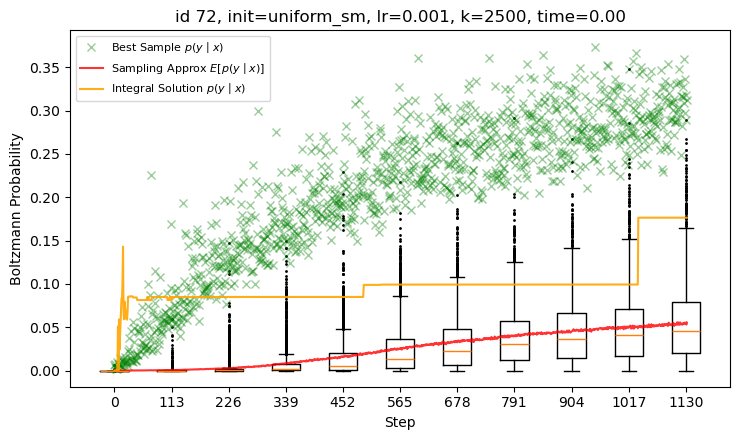 id 72, init=uniform_sm, lr=0.001, k=2500, time=0.00
Best Sample p(y | x)
Sampling Approx E[p(y | x)]
Integral Solution p(y | x)
Boltzmann Probability
0.35
0.30
0.25
0.20
0.15
0.10
0.05
0.00
0 113 226 339 452 565 678 791 904 1017 1130
Step